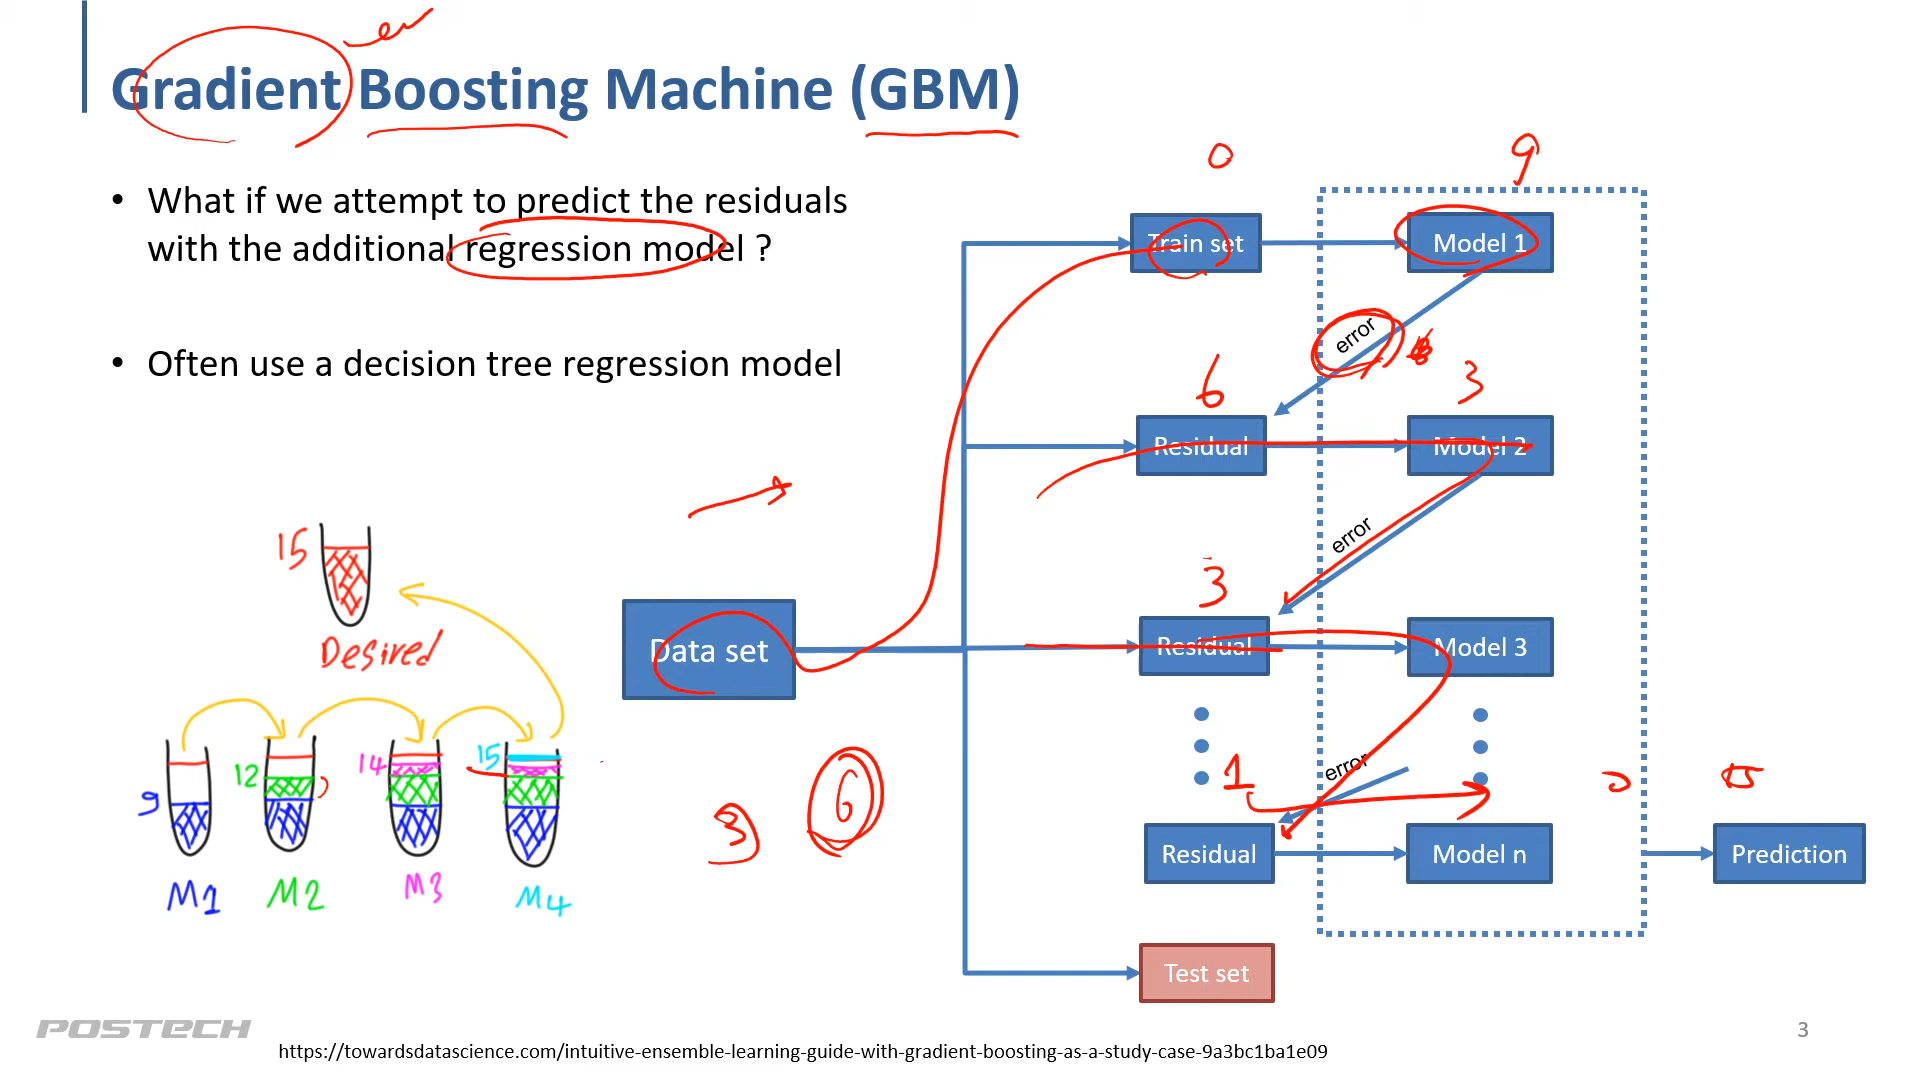 Gradient Boosting Machine (GBM)
• What if we attempt to predict the residuals
with the additional regression model ?
• Often use a decision tree regression model
15
Desired
9
12
14
15
M1
M2
M3
M4
3
6
Data set
0
9
Train set
Model 1
error
6
3
Residual
Model 2
error
3
Residual
Model 3
1
error
15
Residual
Model n
Prediction
Test set
POSTECH
https://towardsdatascience.com/intuitive-ensemble-learning-guide-with-gradient-boosting-as-a-study-case-9a3bc1ba1e09
3